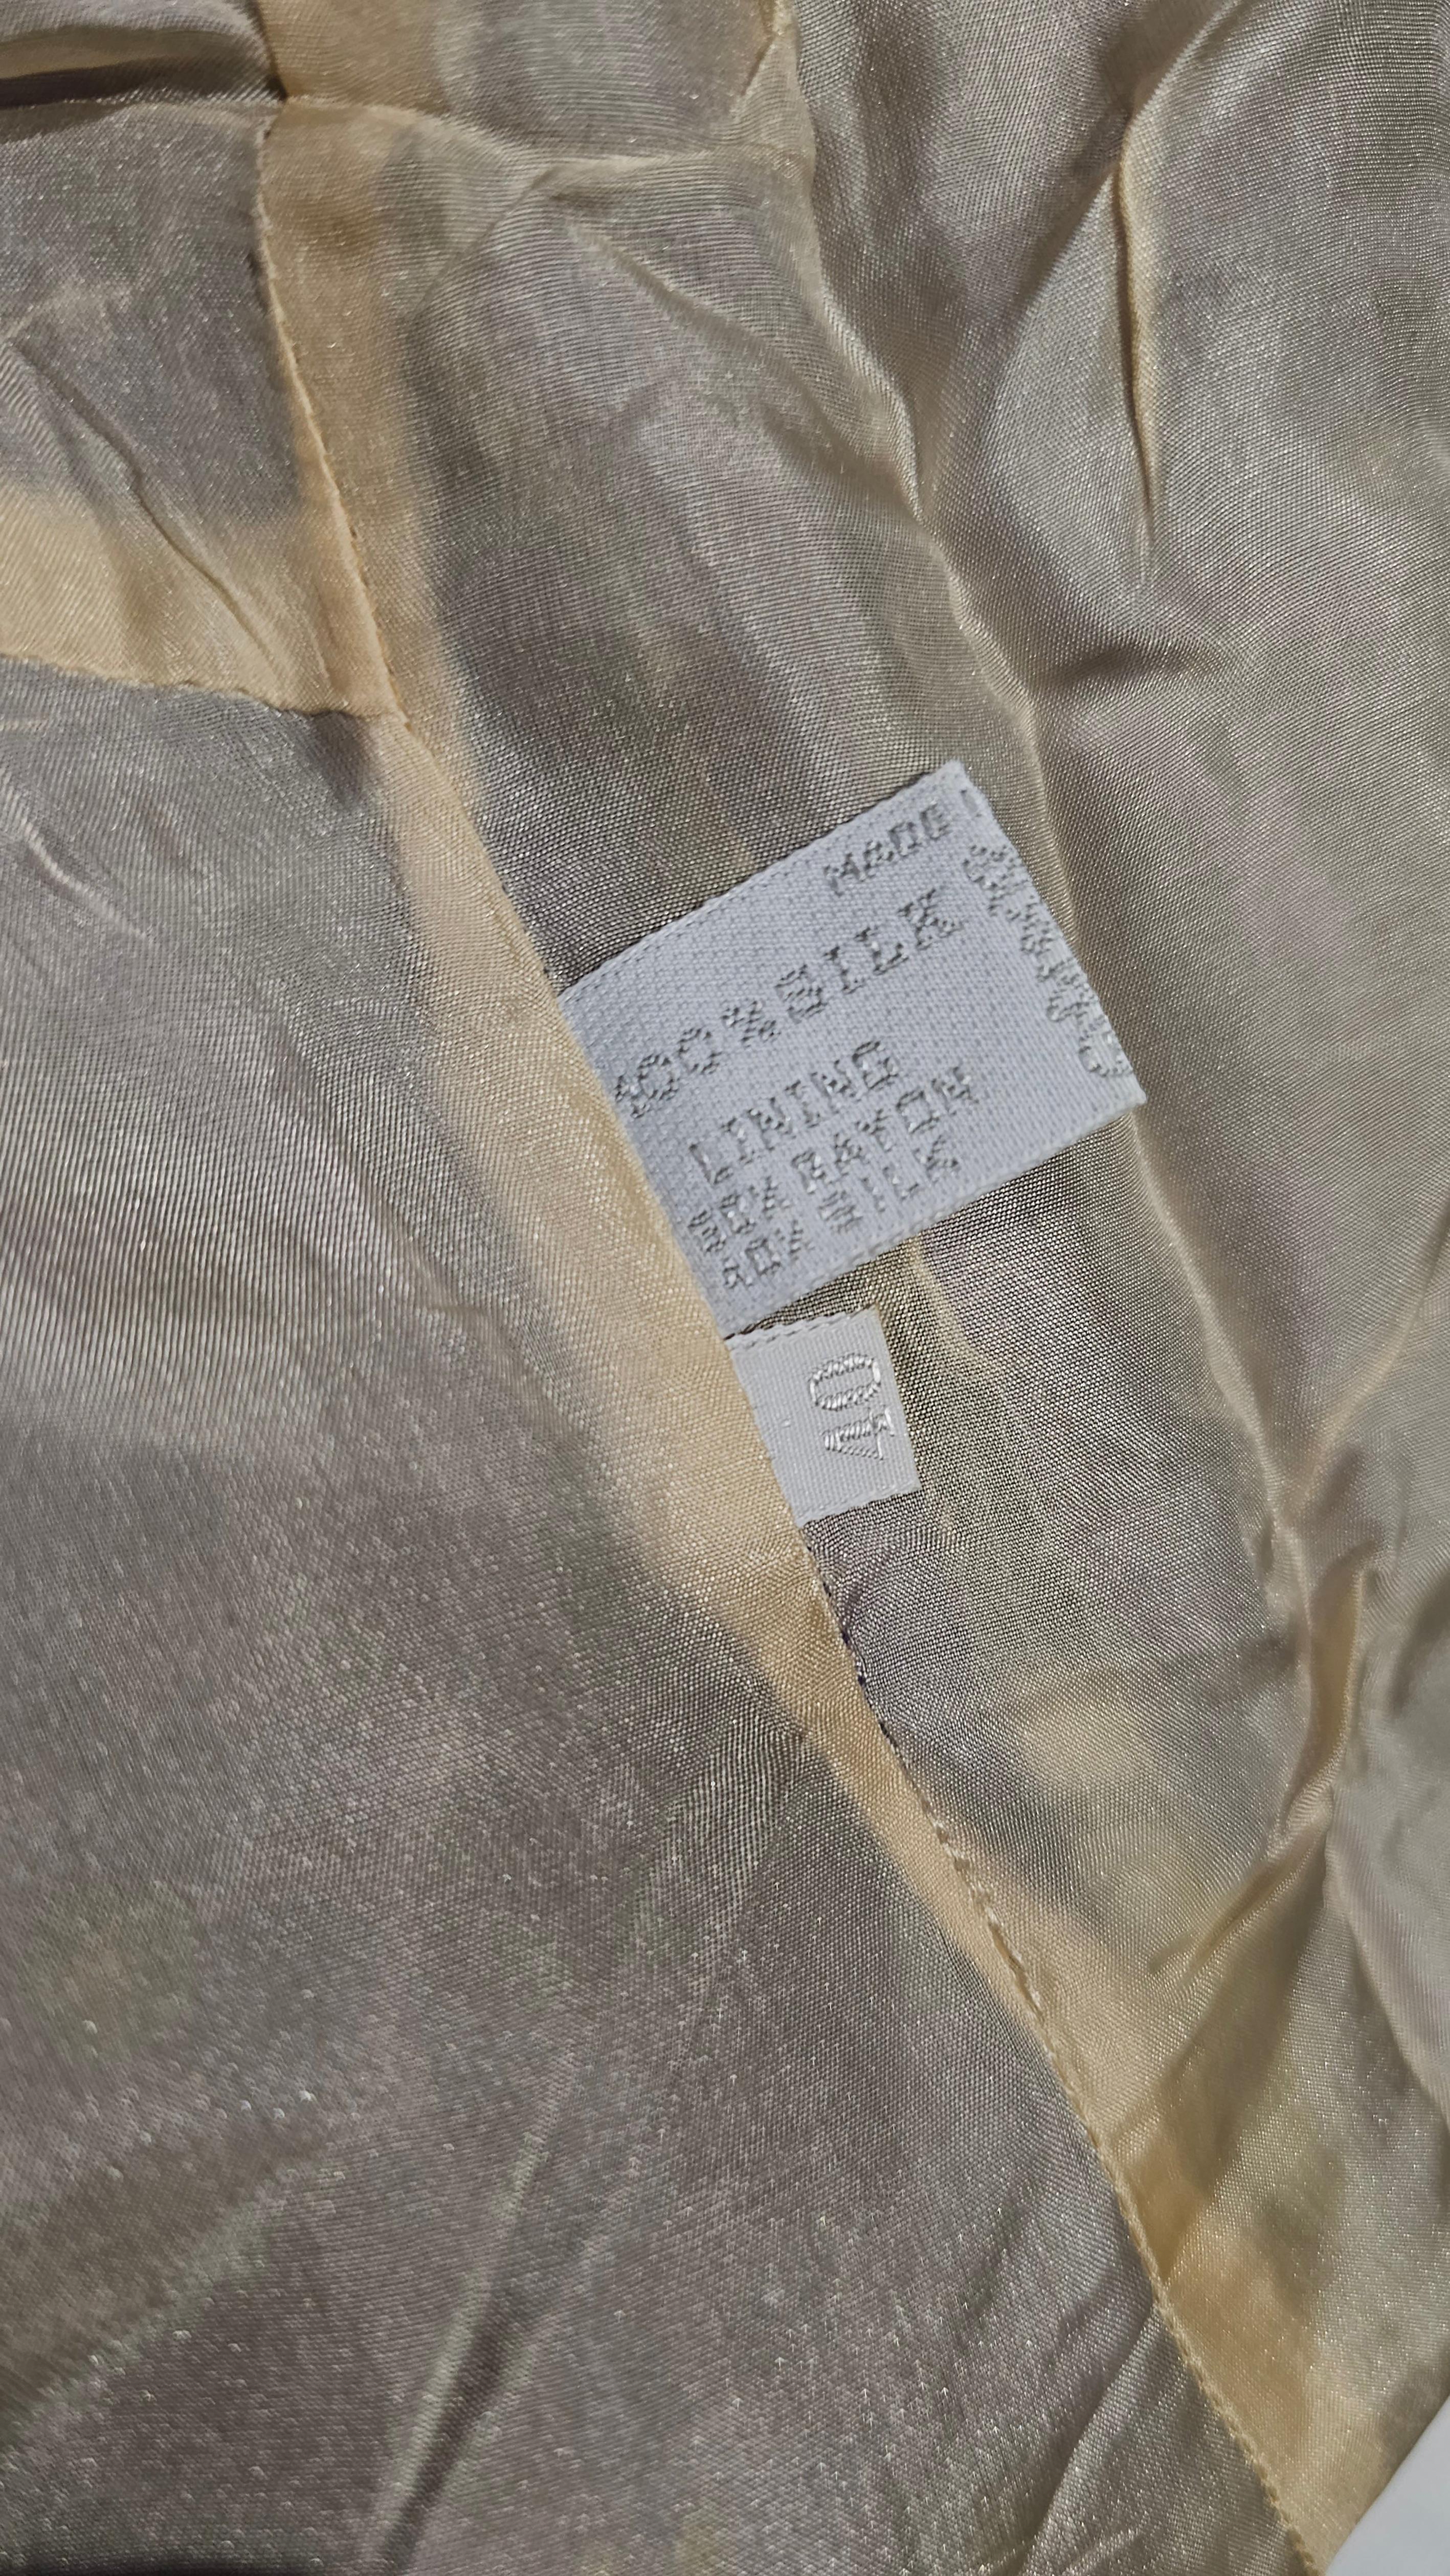 MADE I
100% SILK
LINING
60% RAYON
40% SILK
40